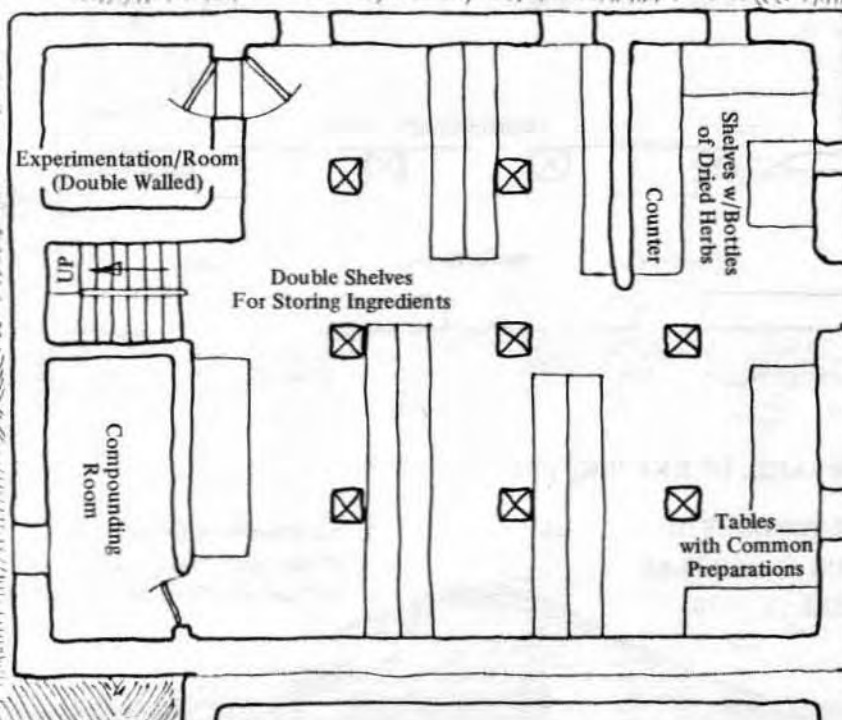 Experimentation/Room
(Double Walled)
UP
Double Shelves
For Storing Ingredients
Counter
Shelves w/Bottles
of Dried Herbs
Compounding
Room
Tables
with Common
Preparations